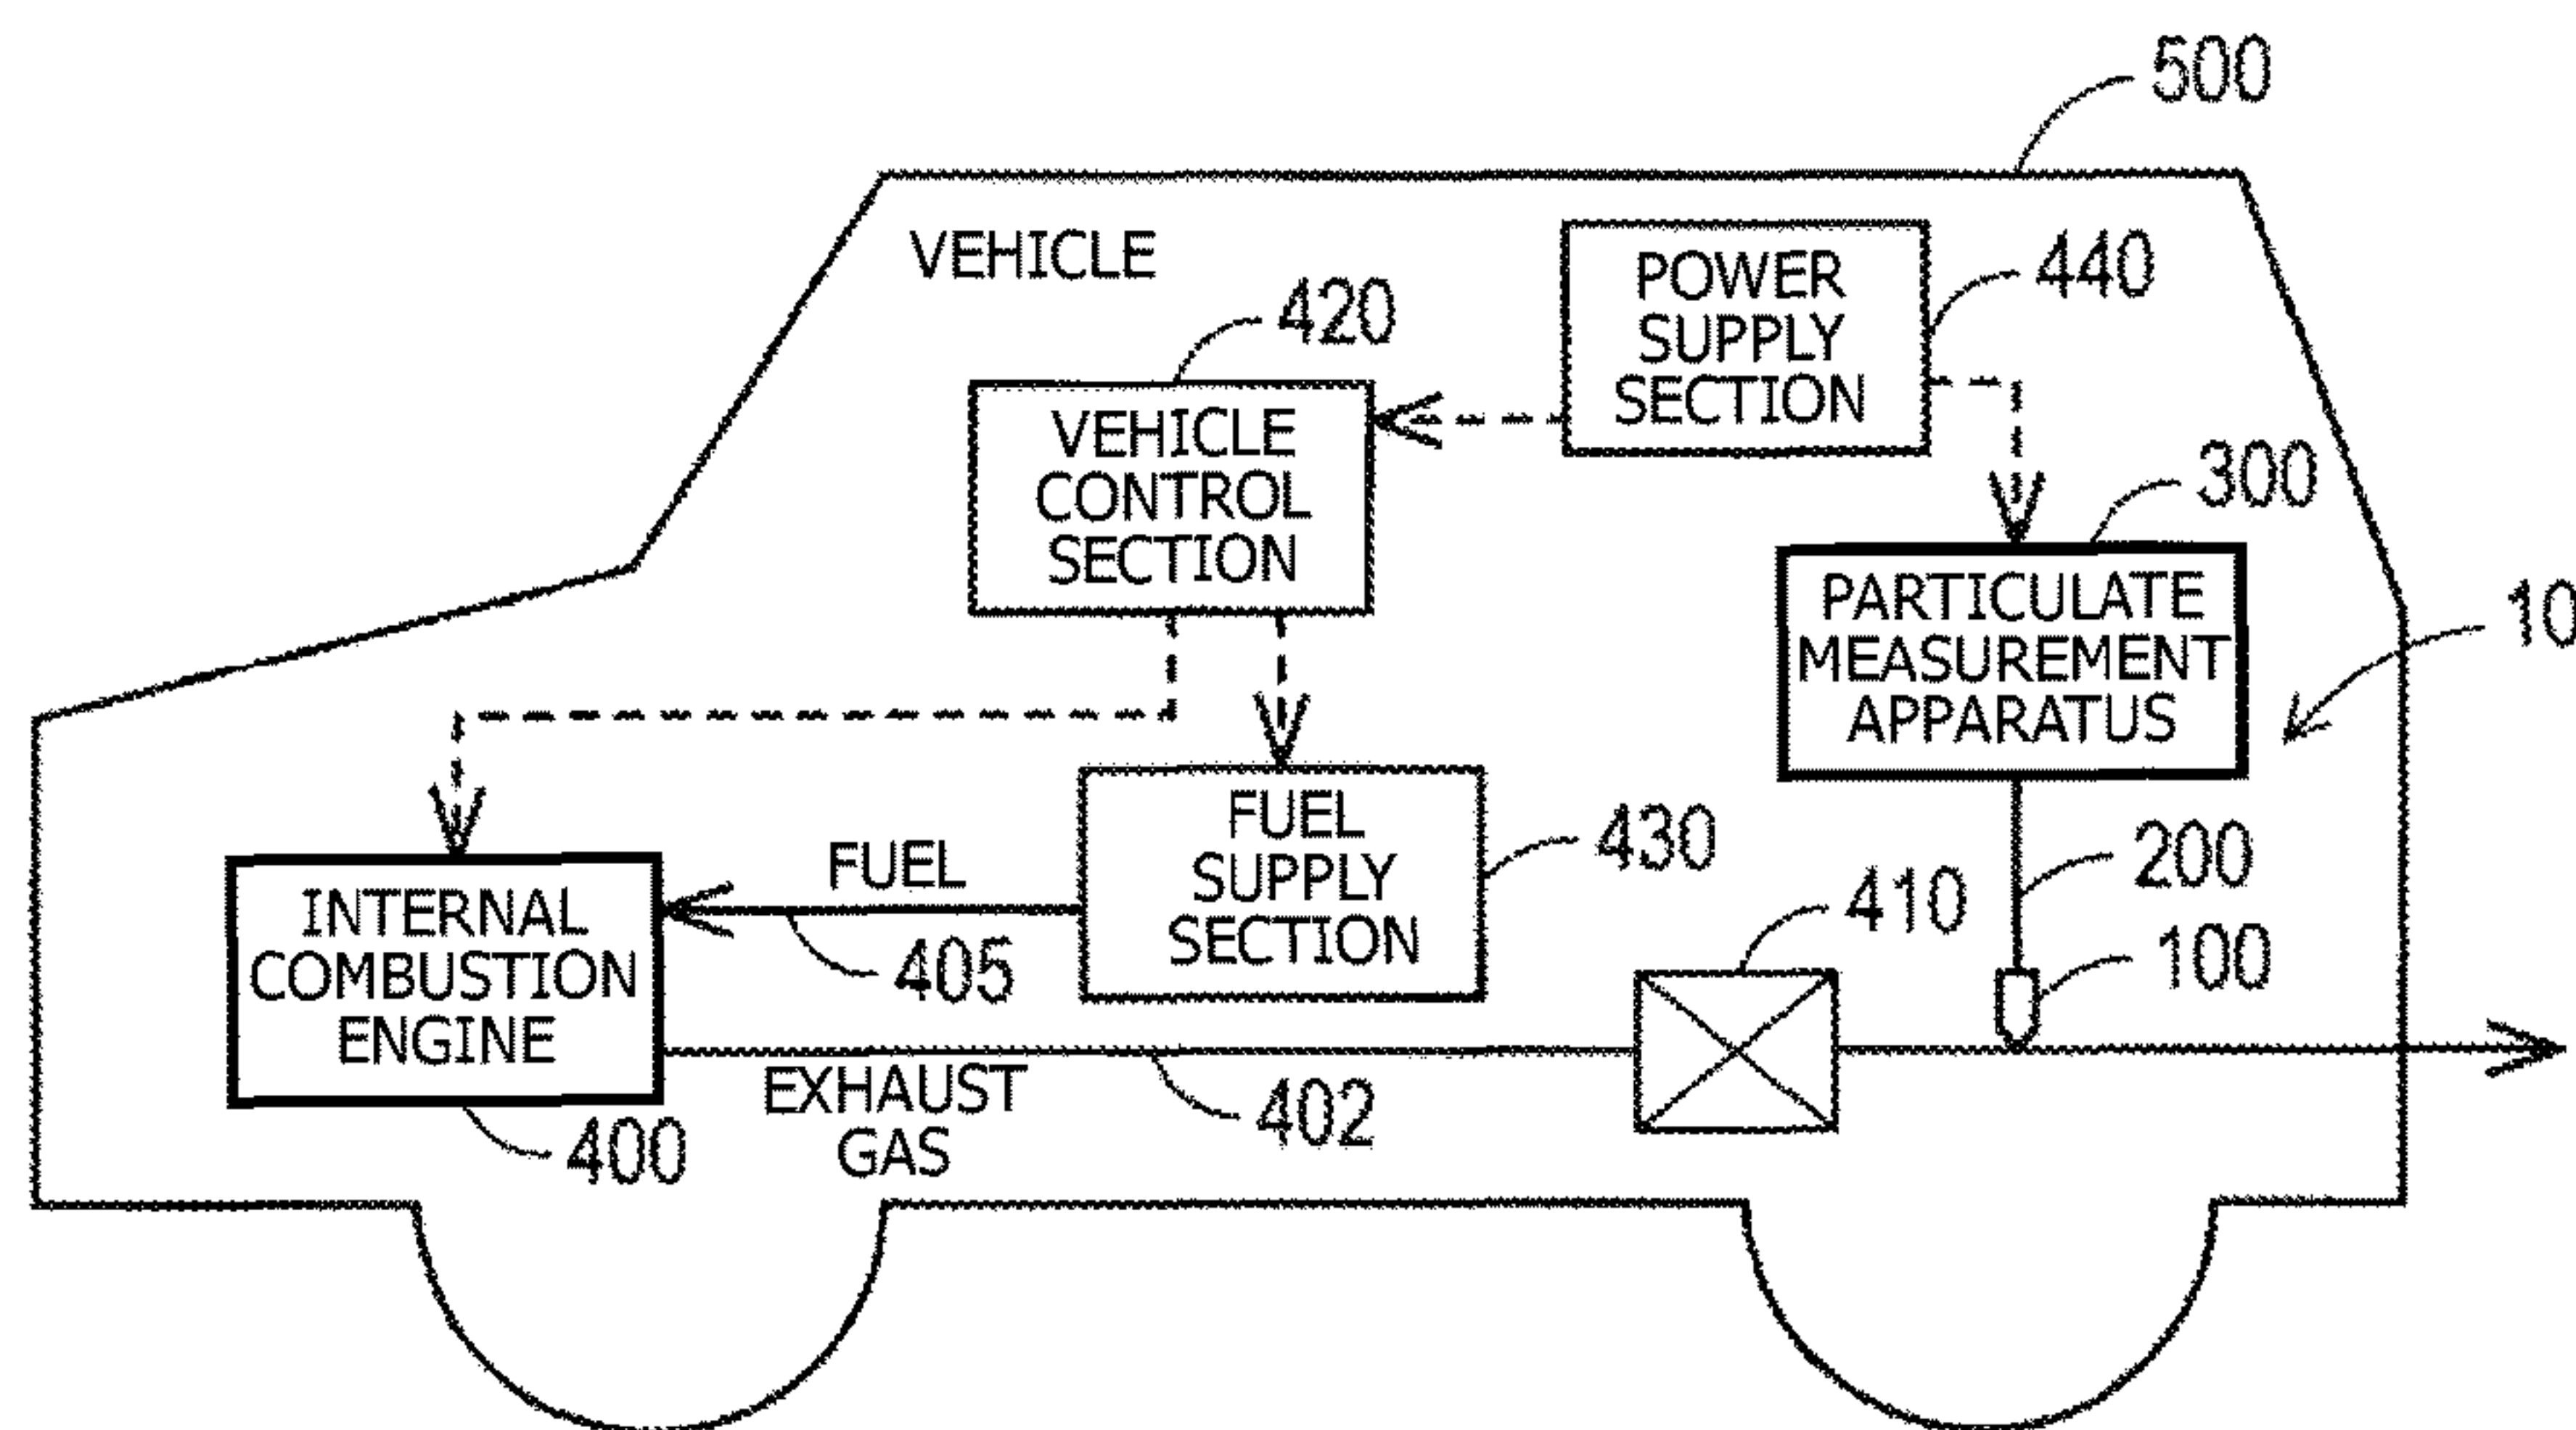 500
VEHICLE
POWER
SUPPLY
SECTION
440
420
VEHICLE
CONTROL
SECTION
300
PARTICULATE
MEASUREMENT
APPARATUS
10
FUEL
SUPPLY
SECTION
430
FUEL
405
INTERNAL
COMBUSTION
ENGINE
400
EXHAUST
GAS
402
410
200
100